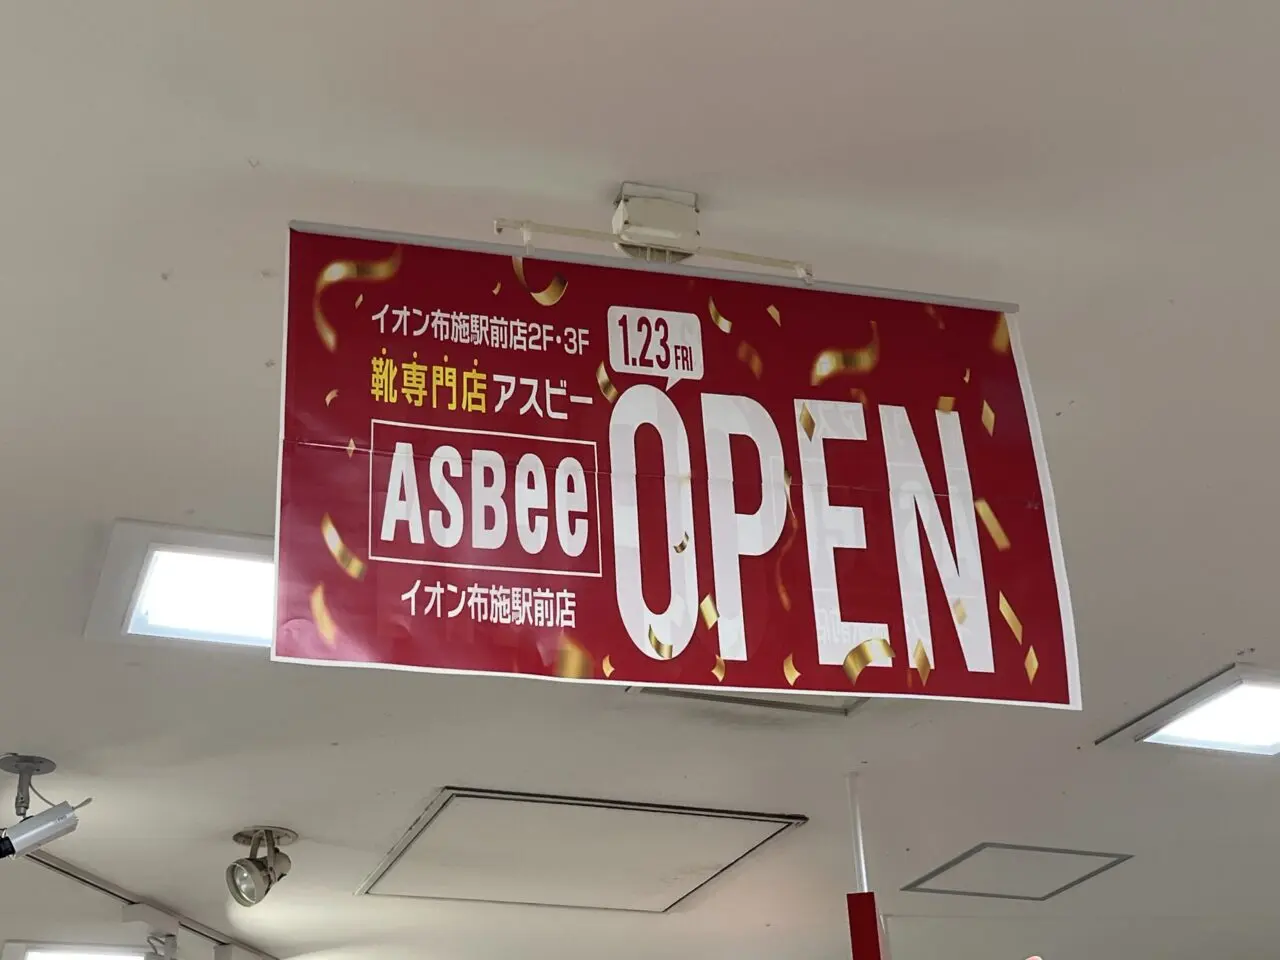 イオン布施駅前店2F・3F
靴専門店アスビー
ASBee
イオン布施駅前店
1.23 FRI
OPEN